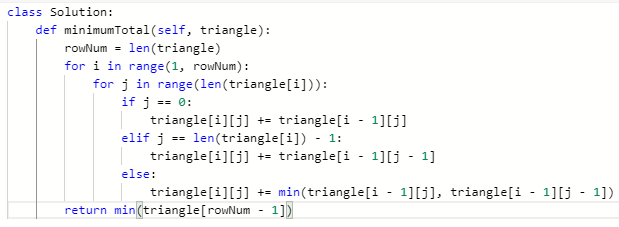 class Solution:
    def minimumTotal(self, triangle):
        rowNum = len(triangle)
        for i in range(1, rowNum):
            for j in range(len(triangle[i])):
                if j == 0:
                    triangle[i][j] += triangle[i - 1][j]
                elif j == len(triangle[i]) - 1:
                    triangle[i][j] += triangle[i - 1][j - 1]
                else:
                    triangle[i][j] += min(triangle[i - 1][j], triangle[i - 1][j - 1])
        return min(triangle[rowNum - 1])